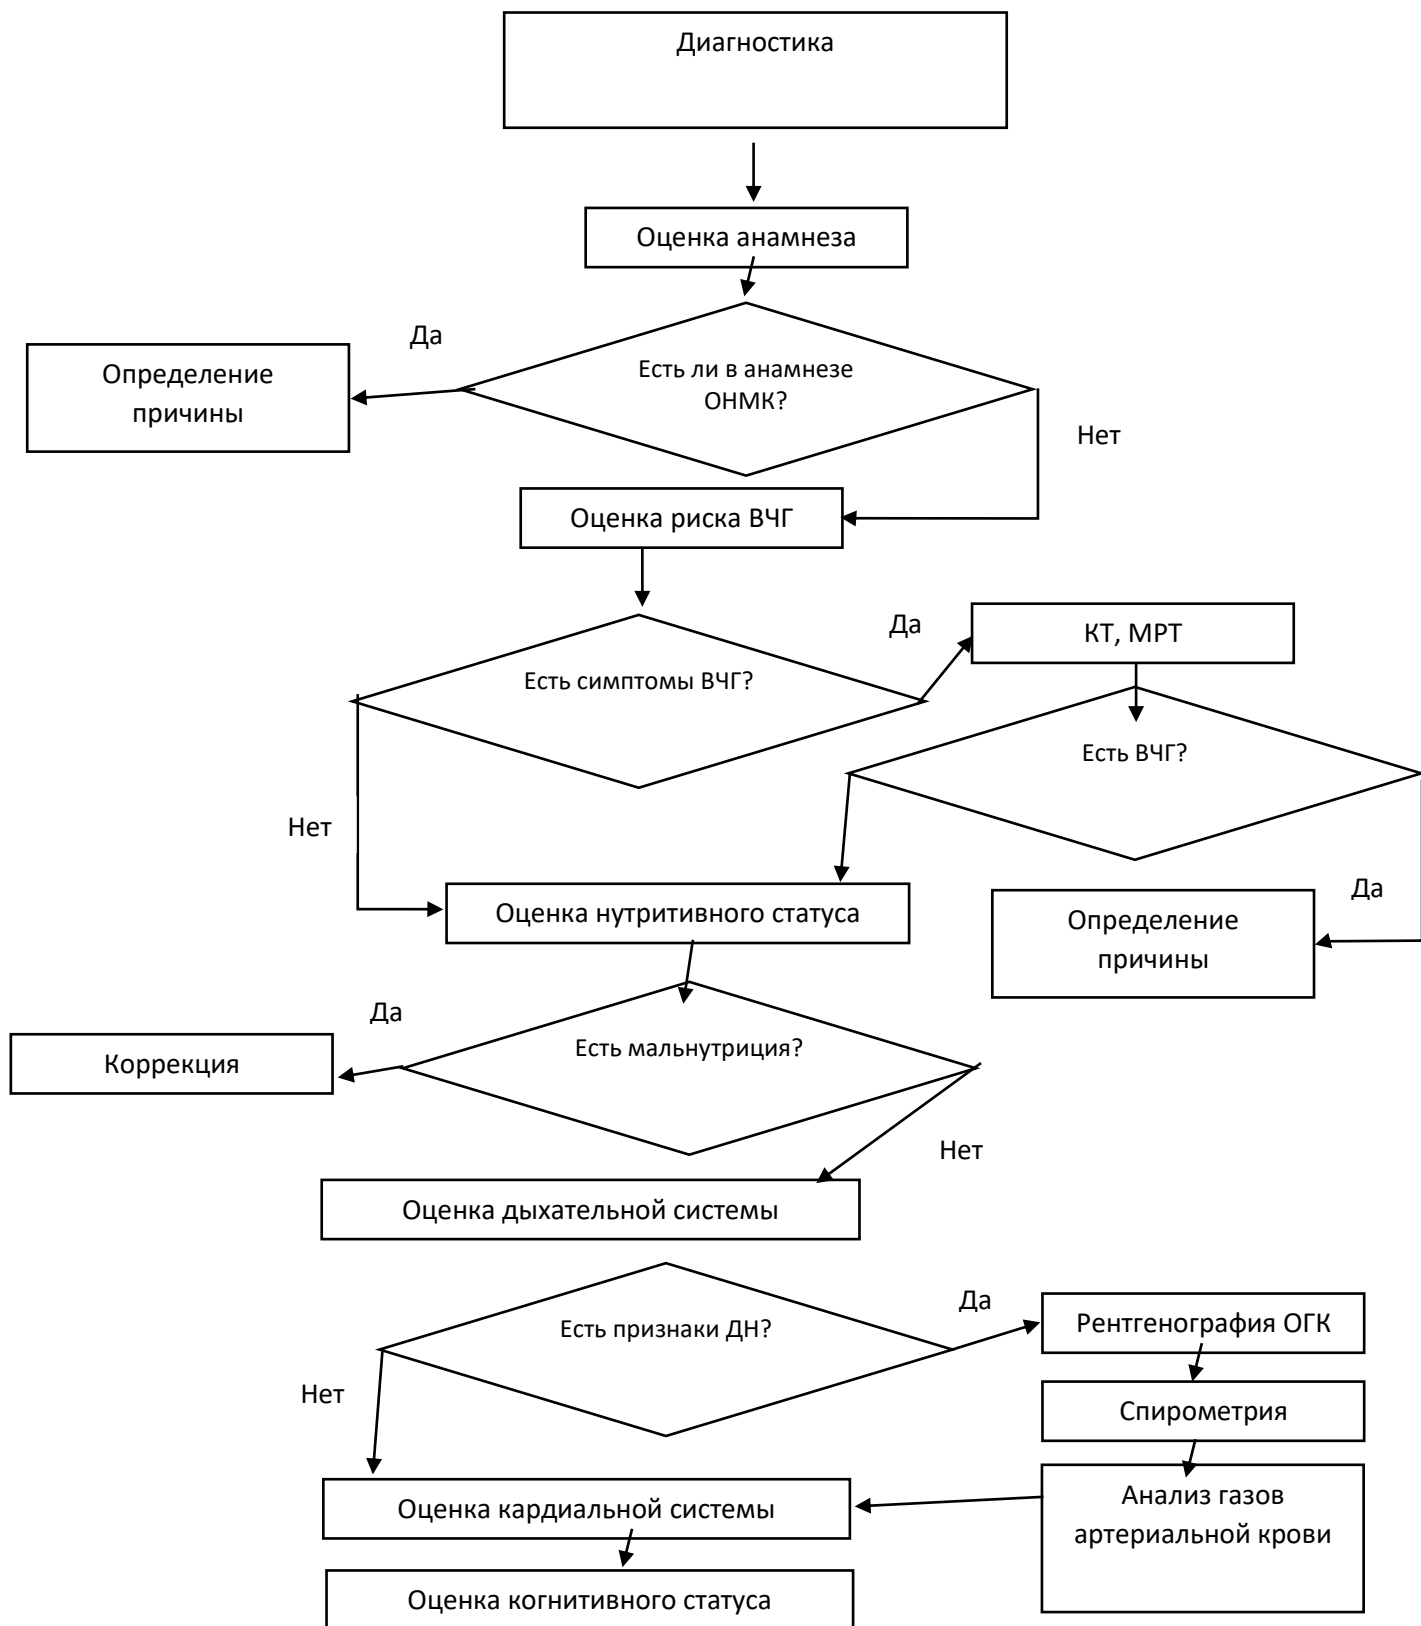 Диагностика
Оценка анамнеза
Да
Определение
причины
Есть ли в анамнезе
ОНМК?
Нет
Оценка риска ВЧГ
Да
КТ, МРТ
Есть симптомы ВЧГ?
Есть ВЧГ?
Нет
Да
Оценка нутритивного статуса
Определение
причины
Да
Есть мальнутриция?
Коррекция
Нет
Оценка дыхательной системы
Да
Есть признаки ДН?
Рентгенография ОГК
Нет
Спирометрия
Оценка кардиальной системы
Анализ газов
артериальной крови
Оценка когнитивного статуса